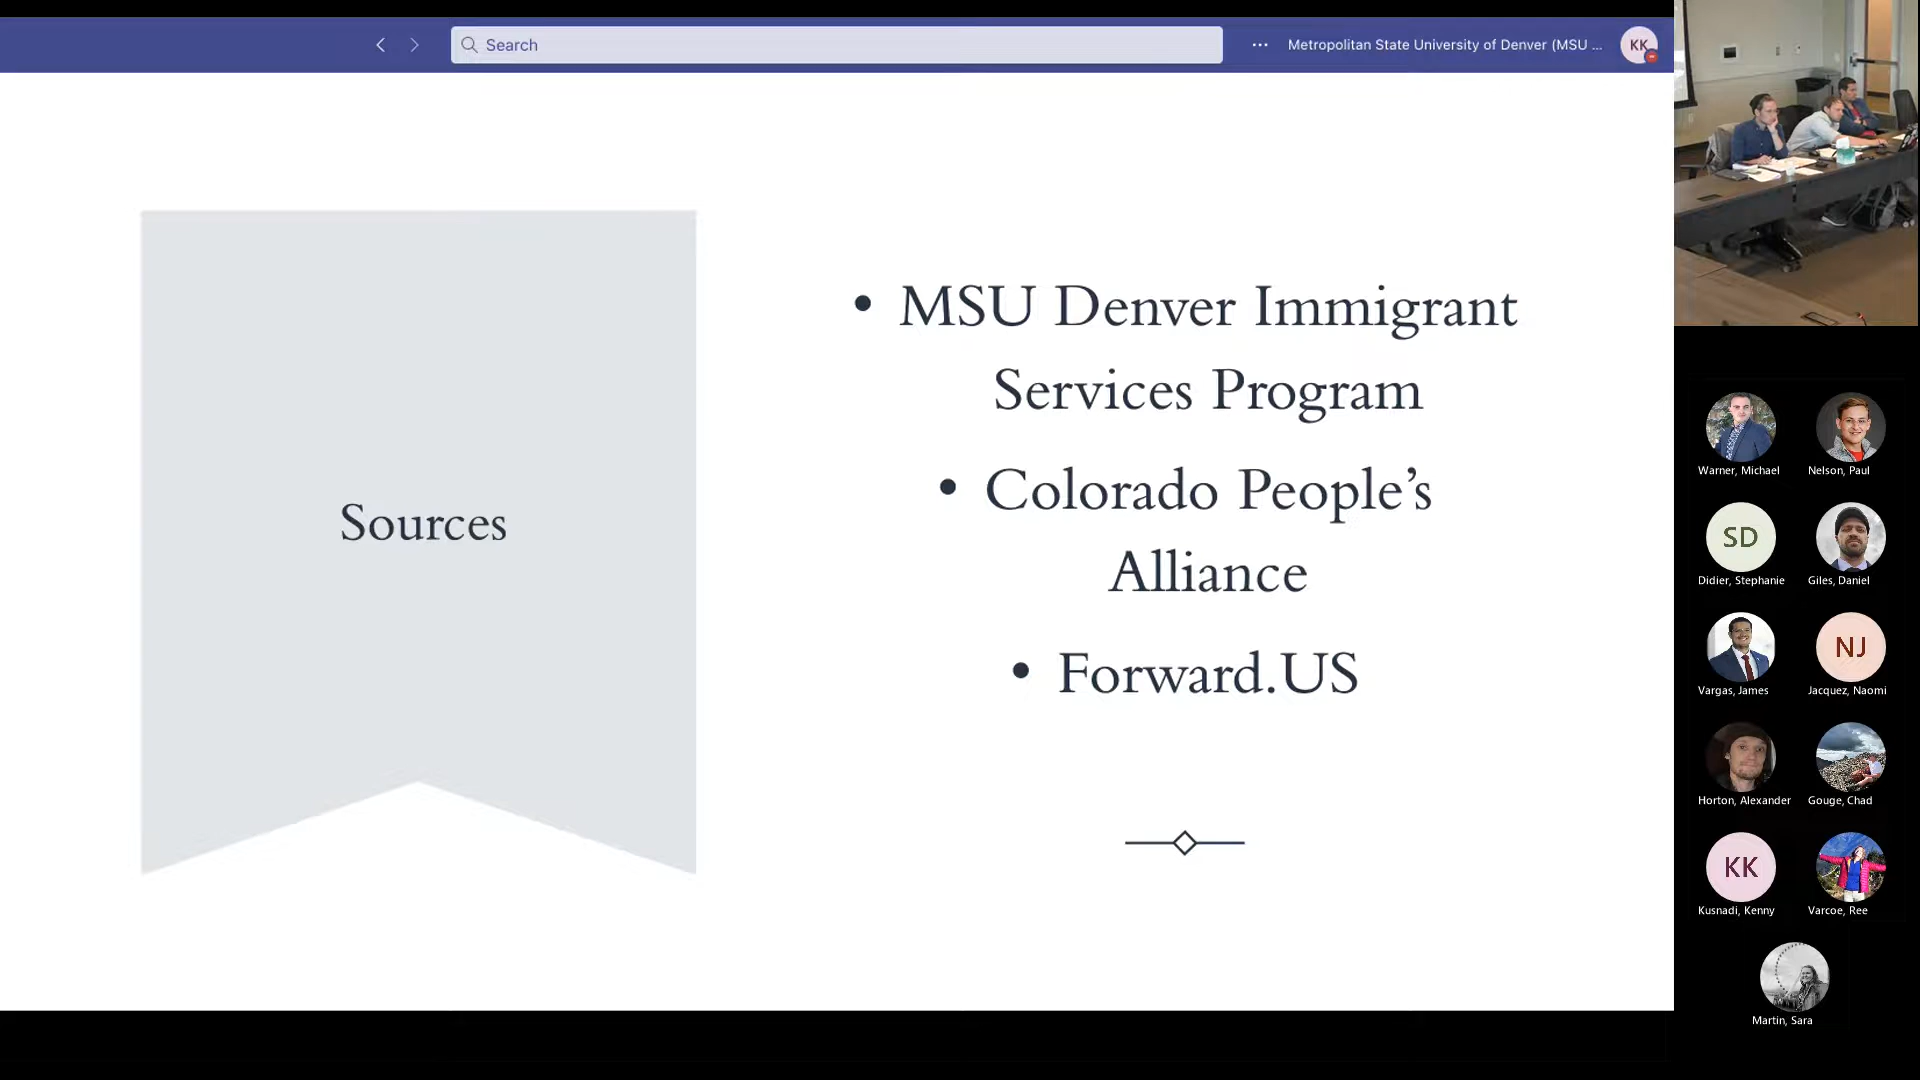 Search
... Metropolitan State University of Denver (MSU ...
KK
Sources
• MSU Denver Immigrant
Services Program
• Colorado People’s
Alliance
• Forward.US
Warner, Michael
Nelson, Paul
SD
Didier, Stephanie
Giles, Daniel
Vargas, James
NJ
Jacquez, Naomi
Horton, Alexander
Gouge, Chad
KK
Kusnadi, Kenny
Varcoe, Ree
Martin, Sara